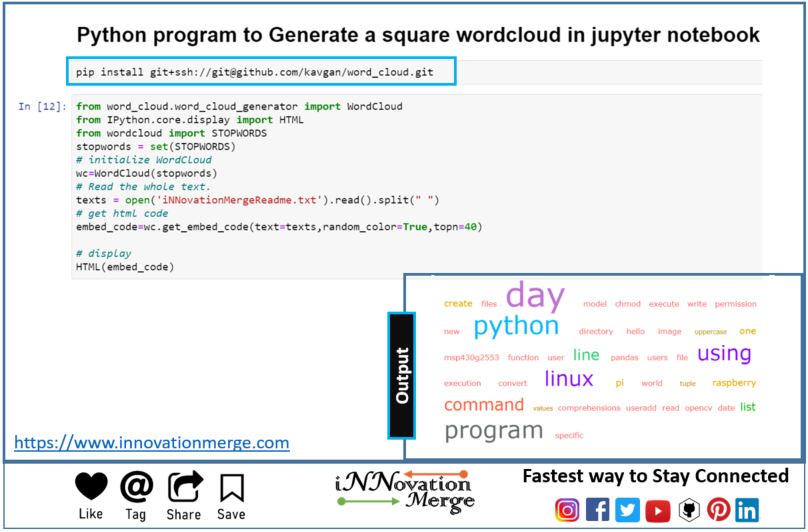 Python program to Generate a square wordcloud in jupyter notebook
pip install git+ssh://git@github.com/kavgan/word_cloud.git
In [12]: from word_cloud.word_cloud_generator import WordCloud
from IPython.core.display import HTML
from wordcloud import STOPWORDS
stopwords = set(STOPWORDS)
# initialize WordCloud
wc=WordCloud(stopwords)
# Read the whole text.
texts = open('iNNovationMergeReadme.txt').read().split(" ")
# get html code
embed_code=wc.get_embed_code(text=texts,random_color=True,topn=40)
# display
HTML(embed_code)
Output
create files day model chmod execute write permission
new python directory hello image uppercase one
msp430g2553 function user line pandas users file using
execution convert linux pi world tuple raspberry
command values comprehensions useradd read opencv date list
program specific
https://www.innovationmerge.com
Like Tag Share Save
iNNovation
Merge
Fastest way to Stay Connected